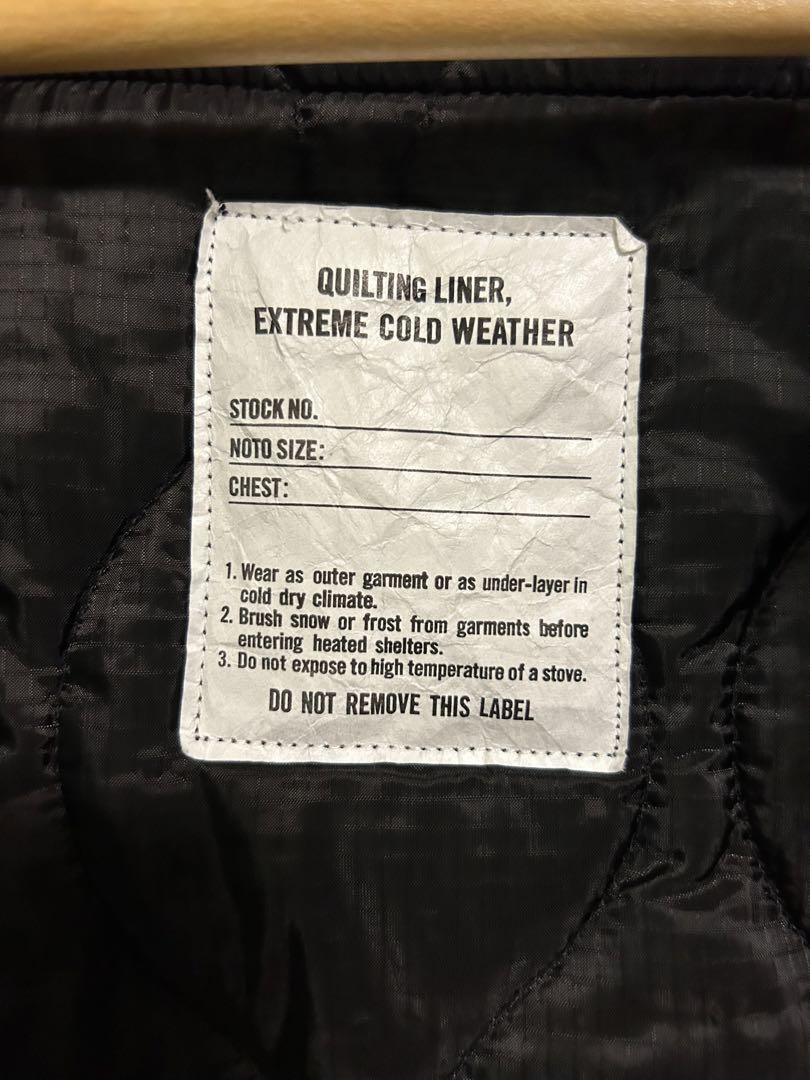 QUILTING LINER,
EXTREME COLD WEATHER
STOCK NO.
NOTO SIZE:
CHEST:
1. Wear as outer garment or as under-layer in
cold dry climate.
2. Brush snow or frost from garments before
entering heated shelters.
3. Do not expose to high temperature of a stove.
DO NOT REMOVE THIS LABEL